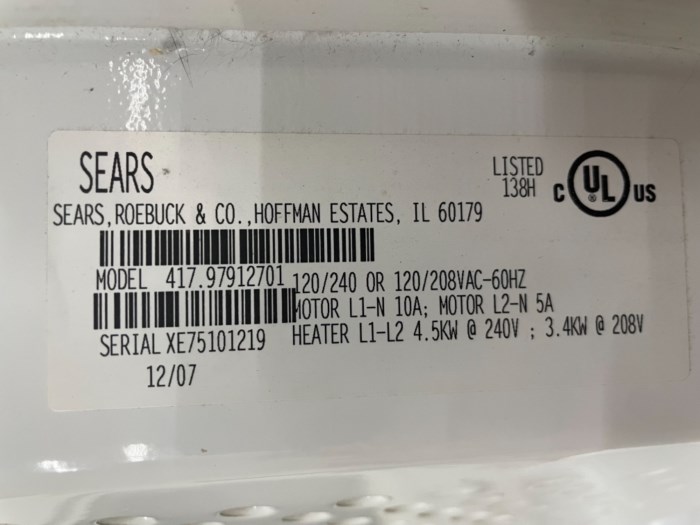 SEARS
LISTED
138H
C UL US
®
SEARS, ROEBUCK & CO., HOFFMAN ESTATES, IL 60179
MODEL 417.97912701
120/240 OR 120/208VAC-60HZ
MOTOR L1-N 10A; MOTOR L2-N 5A
SERIAL XE75101219
HEATER L1-L2 4.5KW @ 240V ; 3.4KW @ 208V
12/07